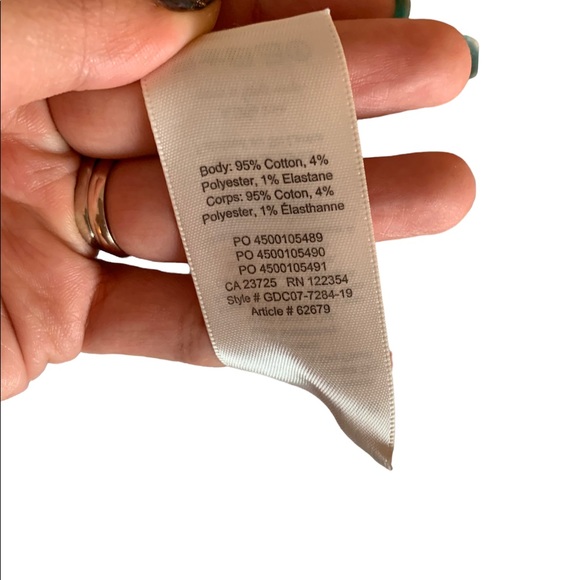 Body: 95% Cotton, 4%
Polyester, 1% Elastane
Corps: 95% Coton, 4%
Polyester, 1% Élasthanne
PO 4500105489
PO 4500105490
PO 4500105491
CA 23725 RN 122354
Style # GDC07-7284-19
Article # 62679